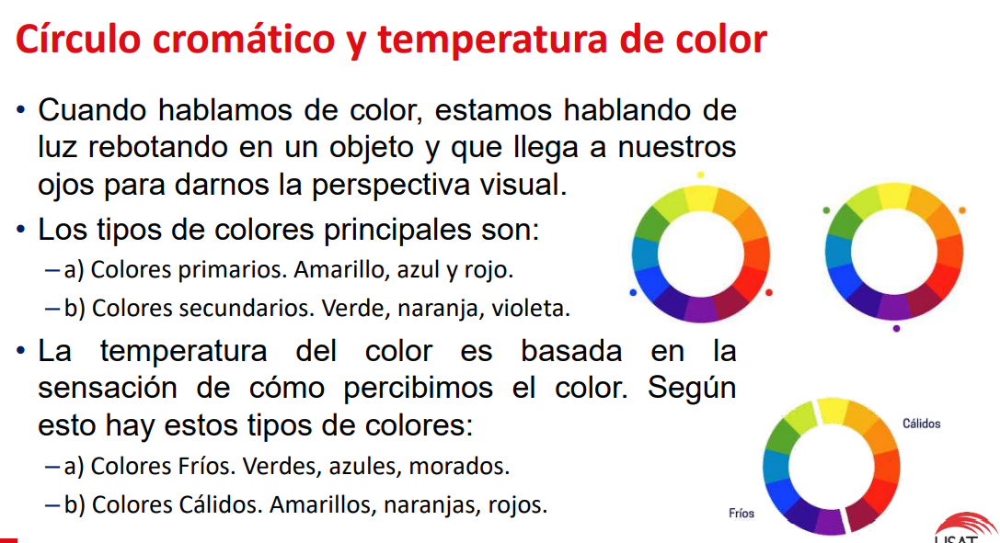 Círculo cromático y temperatura de color
• Cuando hablamos de color, estamos hablando de
luz rebotando en un objeto y que llega a nuestros
ojos para darnos la perspectiva visual.
• Los tipos de colores principales son:
– a) Colores primarios. Amarillo, azul y rojo.
– b) Colores secundarios. Verde, naranja, violeta.
• La temperatura del color es basada en la
sensación de cómo percibimos el color. Según
esto hay estos tipos de colores:
– a) Colores Fríos. Verdes, azules, morados.
– b) Colores Cálidos. Amarillos, naranjas, rojos.
Cálidos
Fríos
USAT